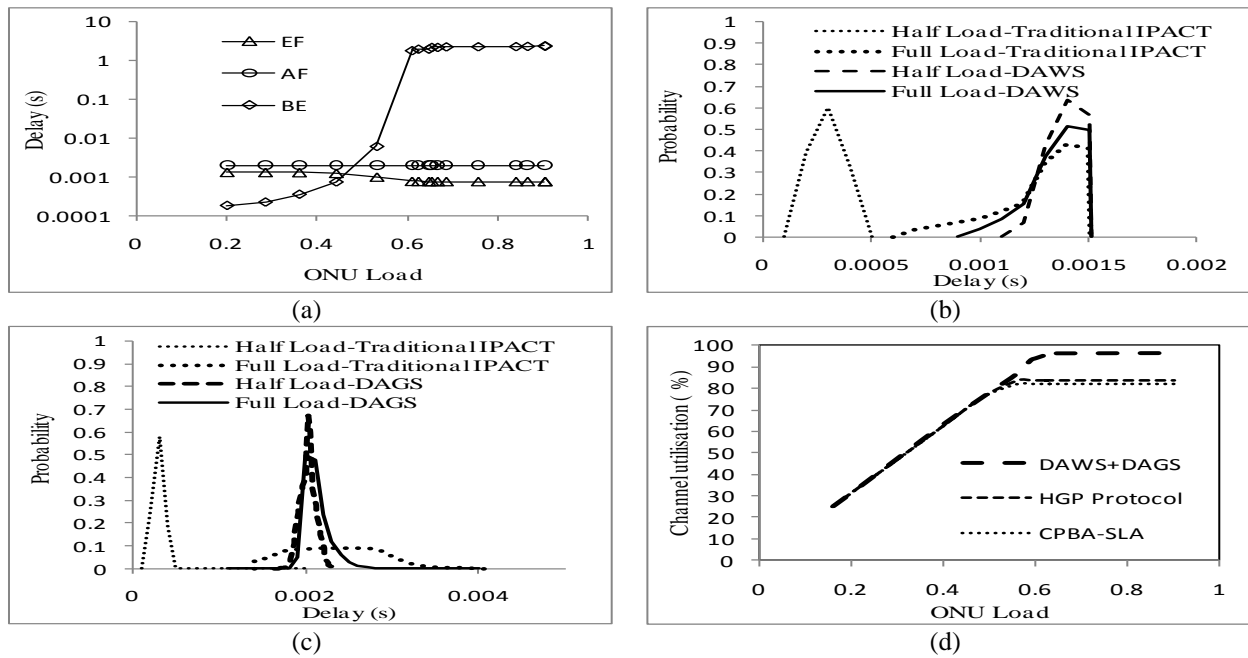 10
1
0.1
0.01
0.001
0.0001
Delay (s)
EF
AF
BE
0
0.2
0.4
0.6
0.8
1
ONU Load
(a)
1
0.9
0.8
0.7
0.6
0.5
0.4
0.3
0.2
0.1
0
Probability
Half Load-Traditional IPACT
Full Load-Traditional IPACT
Half Load-DAWS
Full Load-DAWS
0
0.0005
0.001
0.0015
0.002
Delay (s)
(b)
1
0.9
0.8
0.7
0.6
0.5
0.4
0.3
0.2
0.1
0
Probability
Half Load-Traditional IPACT
Full Load-Traditional IPACT
Half Load-DAGS
Full Load-DAGS
0
0.002
0.004
Delay (s)
(c)
100
90
80
70
60
50
40
30
20
10
0
Channel utilisation ( %)
DAWS+DAGS
HGP Protocol
CPBA-SLA
0
0.2
0.4
0.6
0.8
1
ONU Load
(d)